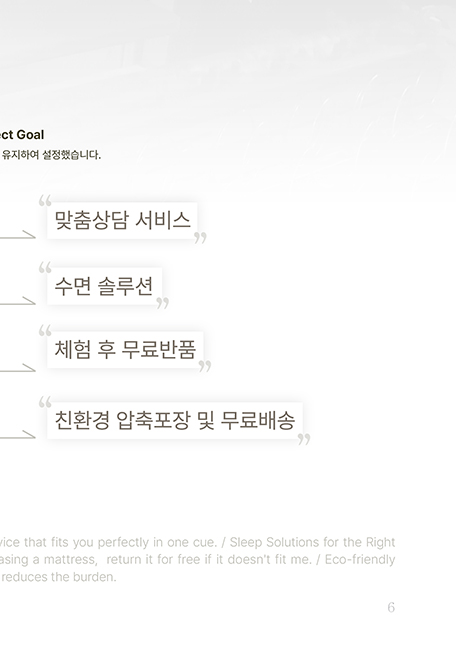 ect Goal
유지하여 설정했습니다.
“ 맞춤상담 서비스 ”
“ 수면 솔루션 ”
“ 체험 후 무료반품 ”
“ 친환경 압축포장 및 무료배송 ”
vice that fits you perfectly in one cue. / Sleep Solutions for the Right
asing a mattress, return it for free if it doesn't fit me. / Eco-friendly
reduces the burden.
6